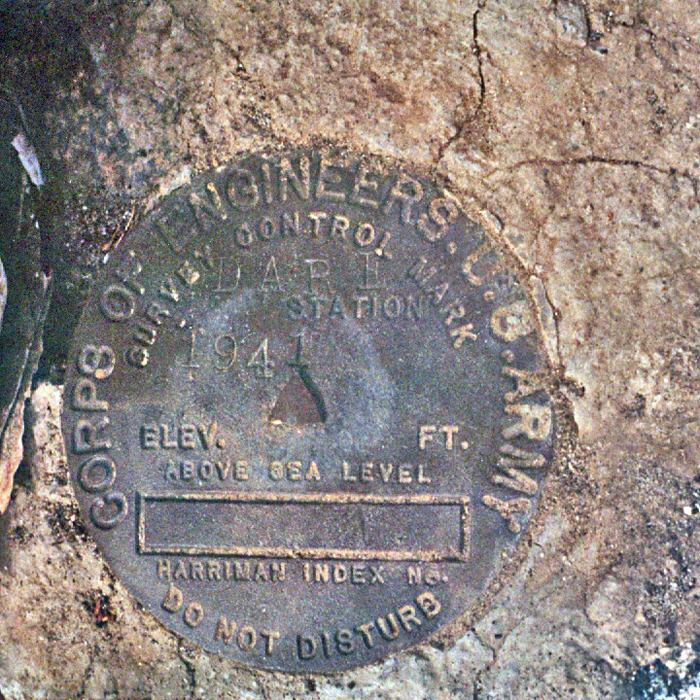 CORPS OF ENGINEERS. U.S. ARMY
SURVEY CONTROL MARK
STATION
1941
ELEV. FT.
ABOVE SEA LEVEL
HARRIMAN INDEX No.
DO NOT DISTURB